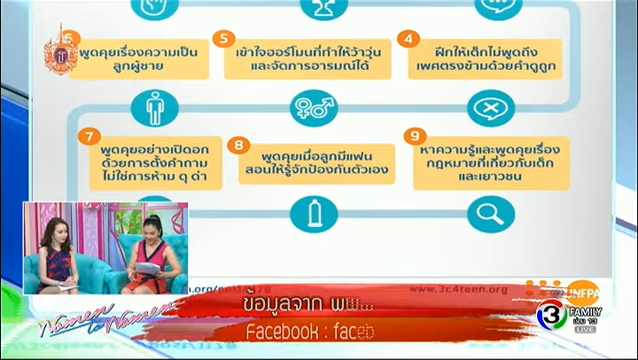 6
พูดคุยเรื่องความเป็น
ลูกผู้ชาย
5
เข้าใจฮอร์โมนที่ทำให้ว้าวุ่น
และจัดการอารมณ์ได้
4
ฝึกให้เด็กไม่พูดถึง
เพศตรงข้ามด้วยคำดูถูก
7
พูดคุยอย่างเปิดอก
ด้วยการตั้งคำถาม
ไม่ใช่การห้าม ดุ ด่า
8
พูดคุยเมื่อลูกมีแฟน
สอนให้รู้จักป้องกันตัวเอง
9
หาความรู้และพูดคุยเรื่อง
กฎหมายที่เกี่ยวกับเด็ก
และเยาวชน
www.3c4teen.org
UNFPA
Women to Women
ข้อมูลจาก
Facebook : faceb
3 FAMILY
ช่อง 13
LIVE